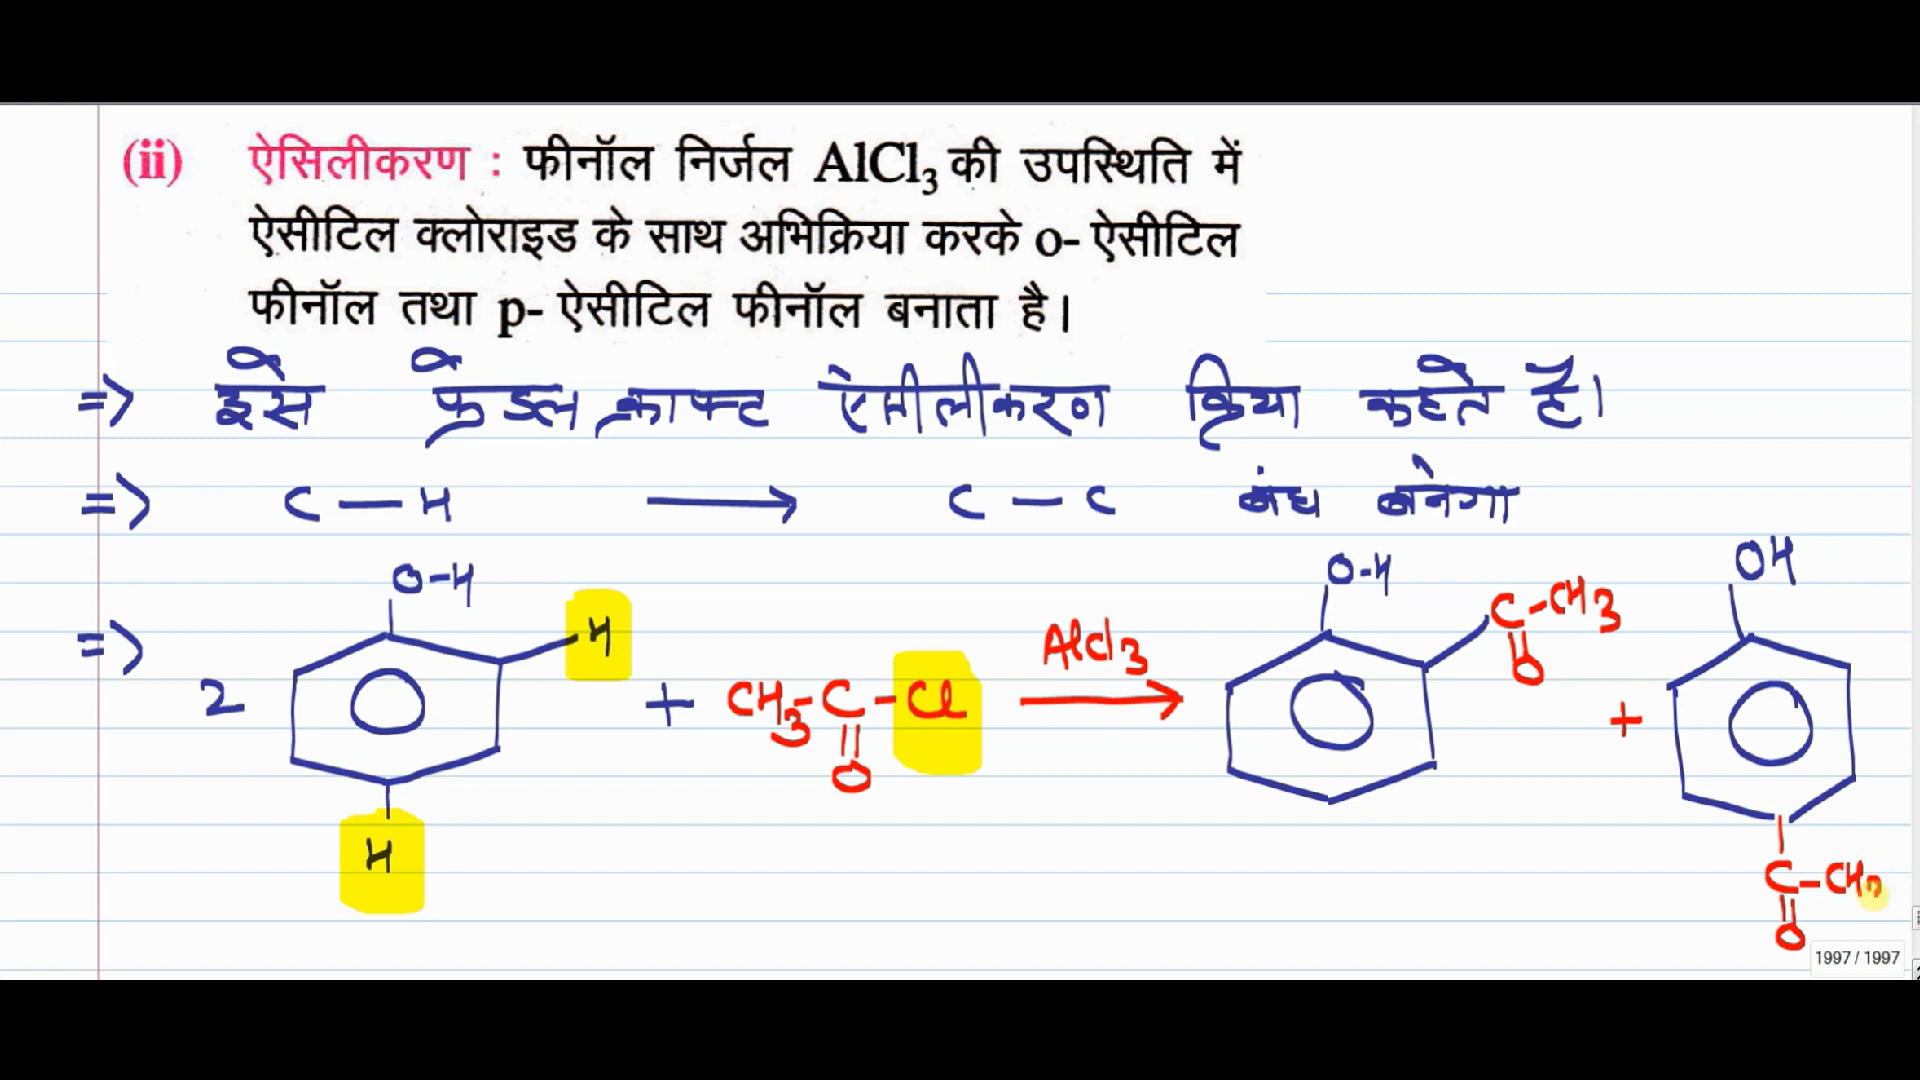 (ii) ऐसिलीकरण : फीनॉल निर्जल AlCl₃ की उपस्थिति में
ऐसीटिल क्लोराइड के साथ अभिक्रिया करके o- ऐसीटिल
फीनॉल तथा p- ऐसीटिल फीनॉल बनाता है।
=> इसे फ्रेडल क्राफ्ट ऐसीलीकरण क्रिया कहते है।
=> C — H ⟶ C — C बंध बनेगा
O-H O-H OH
=> H AlCl3 C-CH3
O
2 + CH3-C-Cl +
O
H C-CH3
O
1997 / 1997